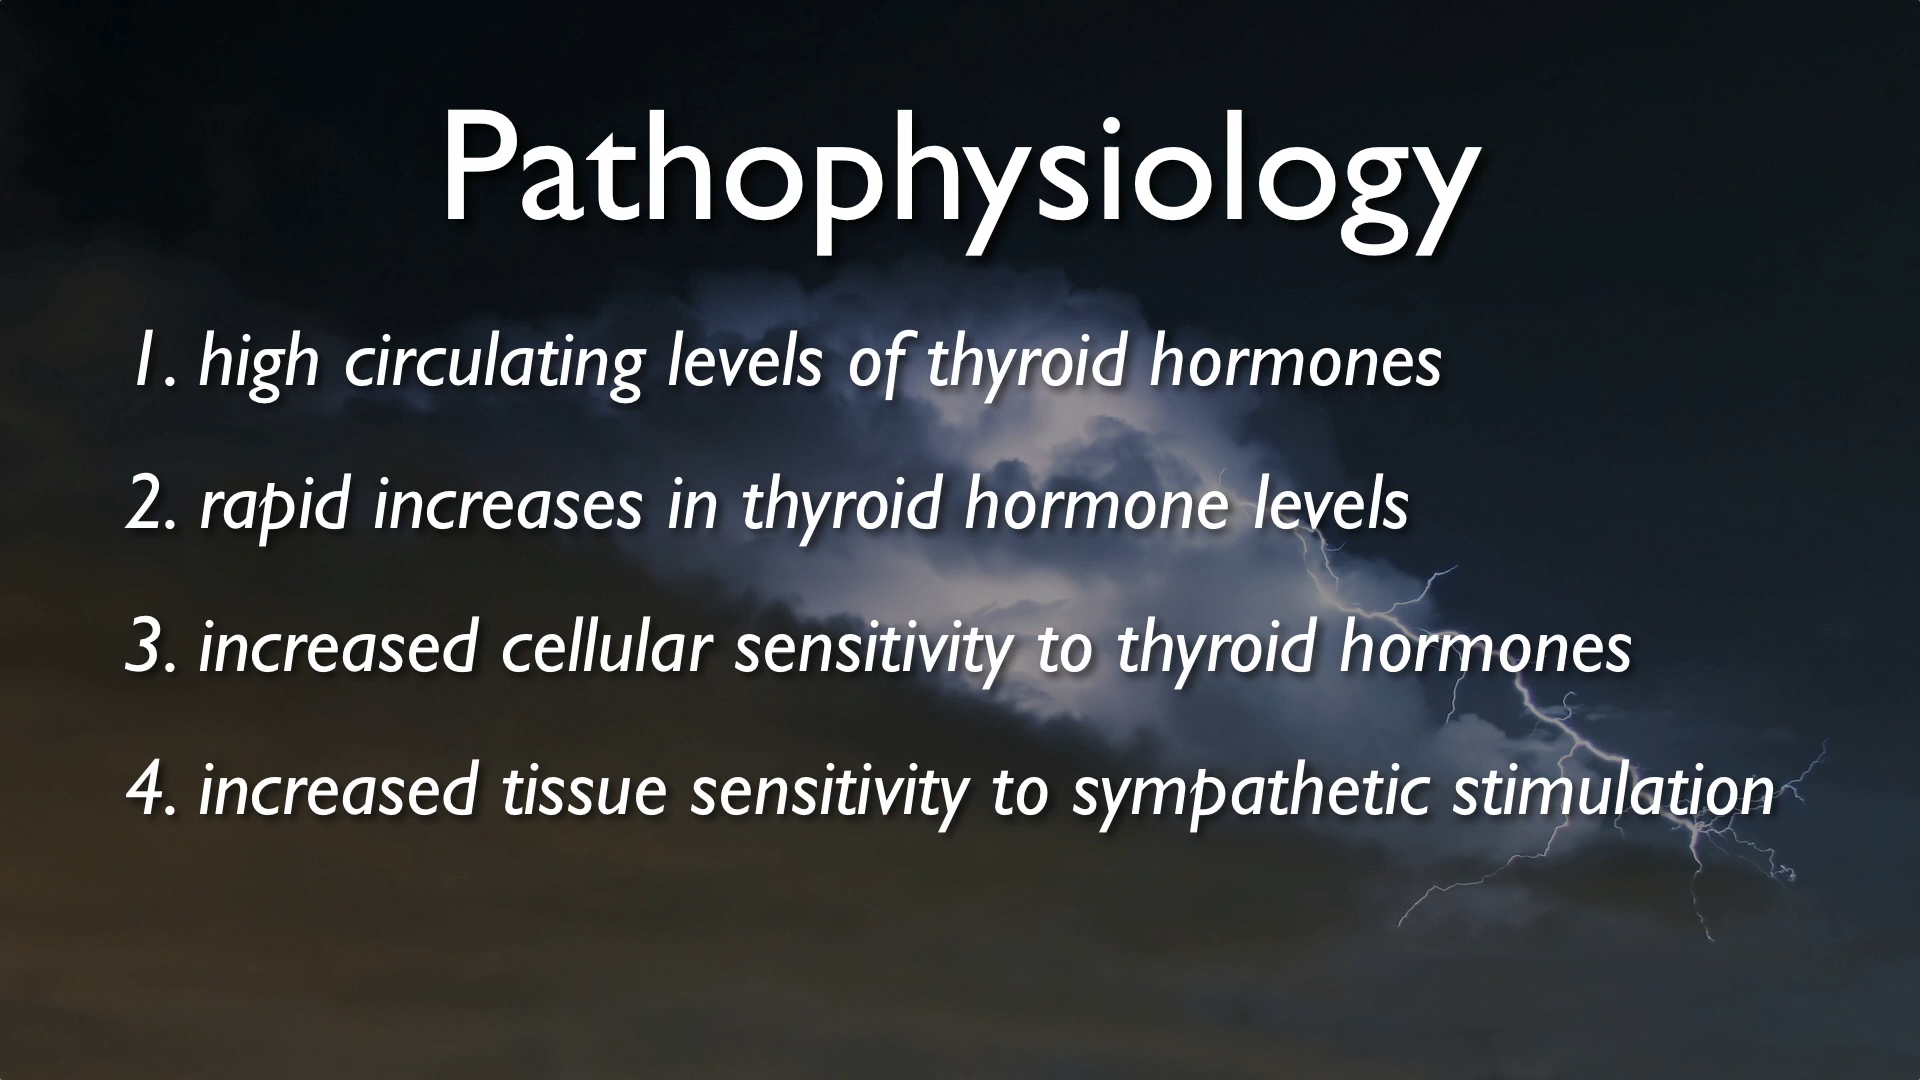 Pathophysiology
1. high circulating levels of thyroid hormones
2. rapid increases in thyroid hormone levels
3. increased cellular sensitivity to thyroid hormones
4. increased tissue sensitivity to sympathetic stimulation